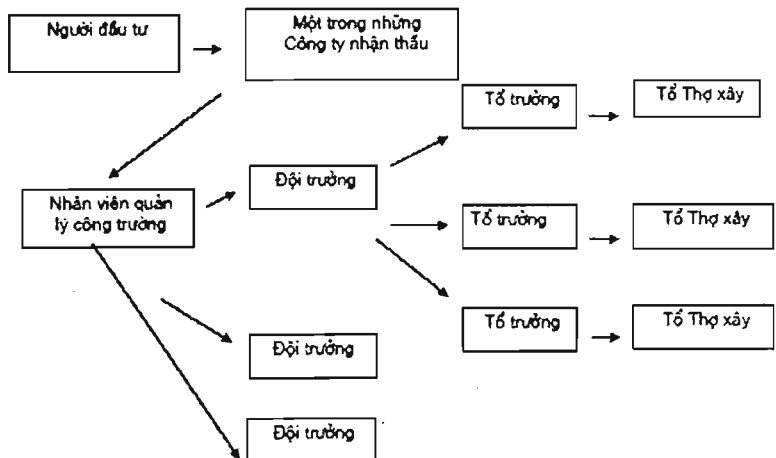 Người đầu tư
Một trong những
Công ty nhận thầu
Tổ trưởng
Tổ Thợ xây
Đội trưởng
Nhân viên quản
lý công trường
Tổ trưởng
Tổ Thợ xây
Tổ trưởng
Tổ Thợ xây
Đội trưởng
Đội trưởng